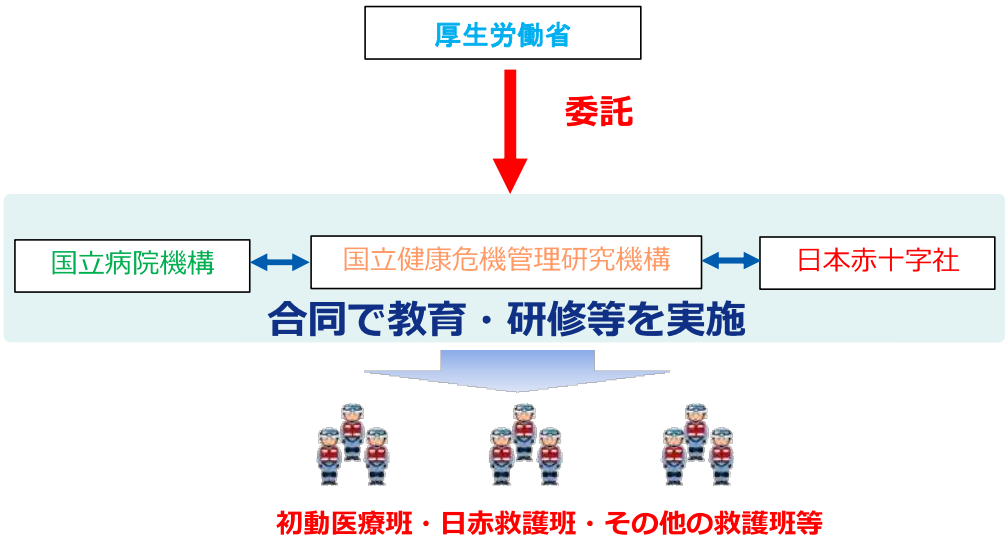 厚生労働省
委託
国立病院機構
国立健康危機管理研究機構
日本赤十字社
合同で教育・研修等を実施
初動医療班・日赤救護班・その他の救護班等